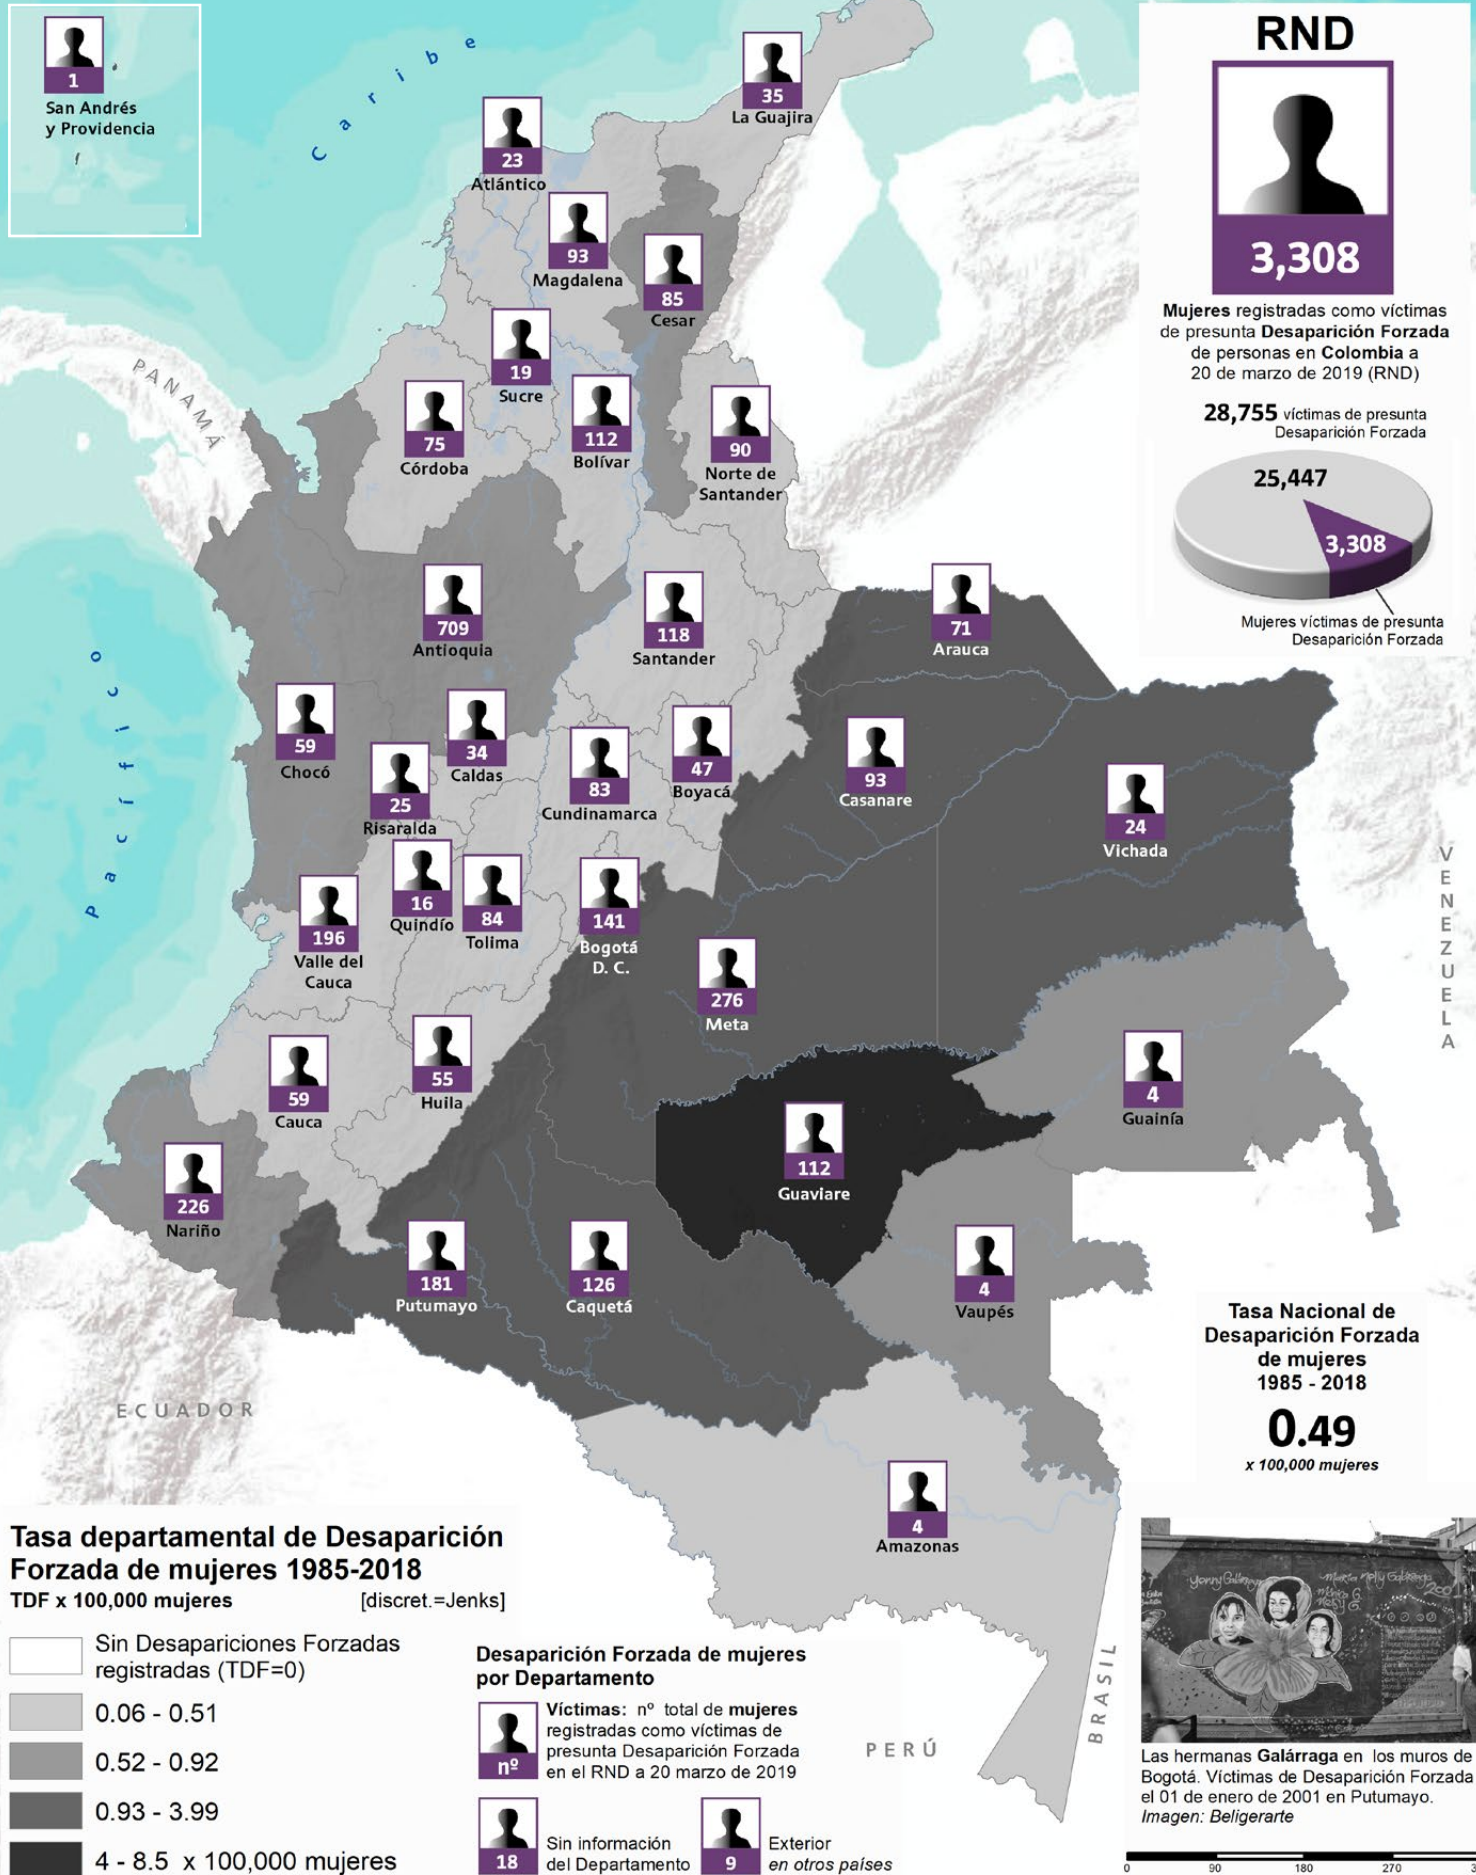 1
San Andrés
y Providencia
Caribe
35
La Guajira
23
Atlántico
93
Magdalena
85
Cesar
19
Sucre
75
Córdoba
112
Bolívar
90
Norte de
Santander
PANAMÁ
709
Antioquia
118
Santander
71
Arauca
59
Chocó
34
Caldas
25
Risaralda
83
Cundinamarca
47
Boyacá
93
Casanare
24
Vichada
16
Quindío
84
Tolima
141
Bogotá
D. C.
196
Valle del
Cauca
276
Meta
Pacífico
VENEZUELA
59
Cauca
55
Huila
4
Guainía
112
Guaviare
226
Nariño
181
Putumayo
126
Caquetá
4
Vaupés
ECUADOR
4
Amazonas
PERÚ
BRASIL
RND
3,308
Mujeres registradas como víctimas
de presunta Desaparición Forzada
de personas en Colombia a
20 de marzo de 2019 (RND)
28,755 víctimas de presunta
Desaparición Forzada
25,447
3,308
Mujeres víctimas de presunta
Desaparición Forzada
Tasa Nacional de
Desaparición Forzada
de mujeres
1985 - 2018
0.49
x 100,000 mujeres
Tasa departamental de Desaparición
Forzada de mujeres 1985-2018
TDF x 100,000 mujeres [discret.=Jenks]
Sin Desapariciones Forzadas
registradas (TDF=0)
0.06 - 0.51
0.52 - 0.92
0.93 - 3.99
4 - 8.5 x 100,000 mujeres
Desaparición Forzada de mujeres
por Departamento
nº
Víctimas: nº total de mujeres
registradas como víctimas de
presunta Desaparición Forzada
en el RND a 20 marzo de 2019
18
Sin información
del Departamento
9
Exterior
en otros países
Las hermanas Galárraga en los muros de
Bogotá. Víctimas de Desaparición Forzada
el 01 de enero de 2001 en Putumayo.
Imagen: Beligerarte
0 90 180 270